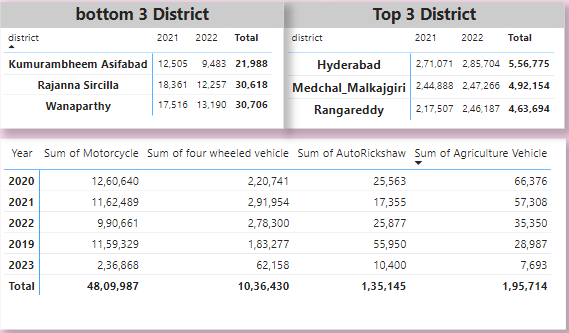 bottom 3 District
district 2021 2022 Total
Kumurambheem Asifabad 12,505 9,483 21,988
Rajanna Sircilla 18,361 12,257 30,618
Wanaparthy 17,516 13,190 30,706
Top 3 District
district 2021 2022 Total
Hyderabad 2,71,071 2,85,704 5,56,775
Medchal_Malkajgiri 2,44,888 2,47,266 4,92,154
Rangareddy 2,17,507 2,46,187 4,63,694
Year Sum of Motorcycle Sum of four wheeled vehicle Sum of AutoRickshaw Sum of Agriculture Vehicle
2020 12,60,640 2,20,741 25,563 66,376
2021 11,62,489 2,91,954 17,355 57,308
2022 9,90,661 2,78,300 25,877 35,350
2019 11,59,329 1,83,277 55,950 28,987
2023 2,36,868 62,158 10,400 7,693
Total 48,09,987 10,36,430 1,35,145 1,95,714